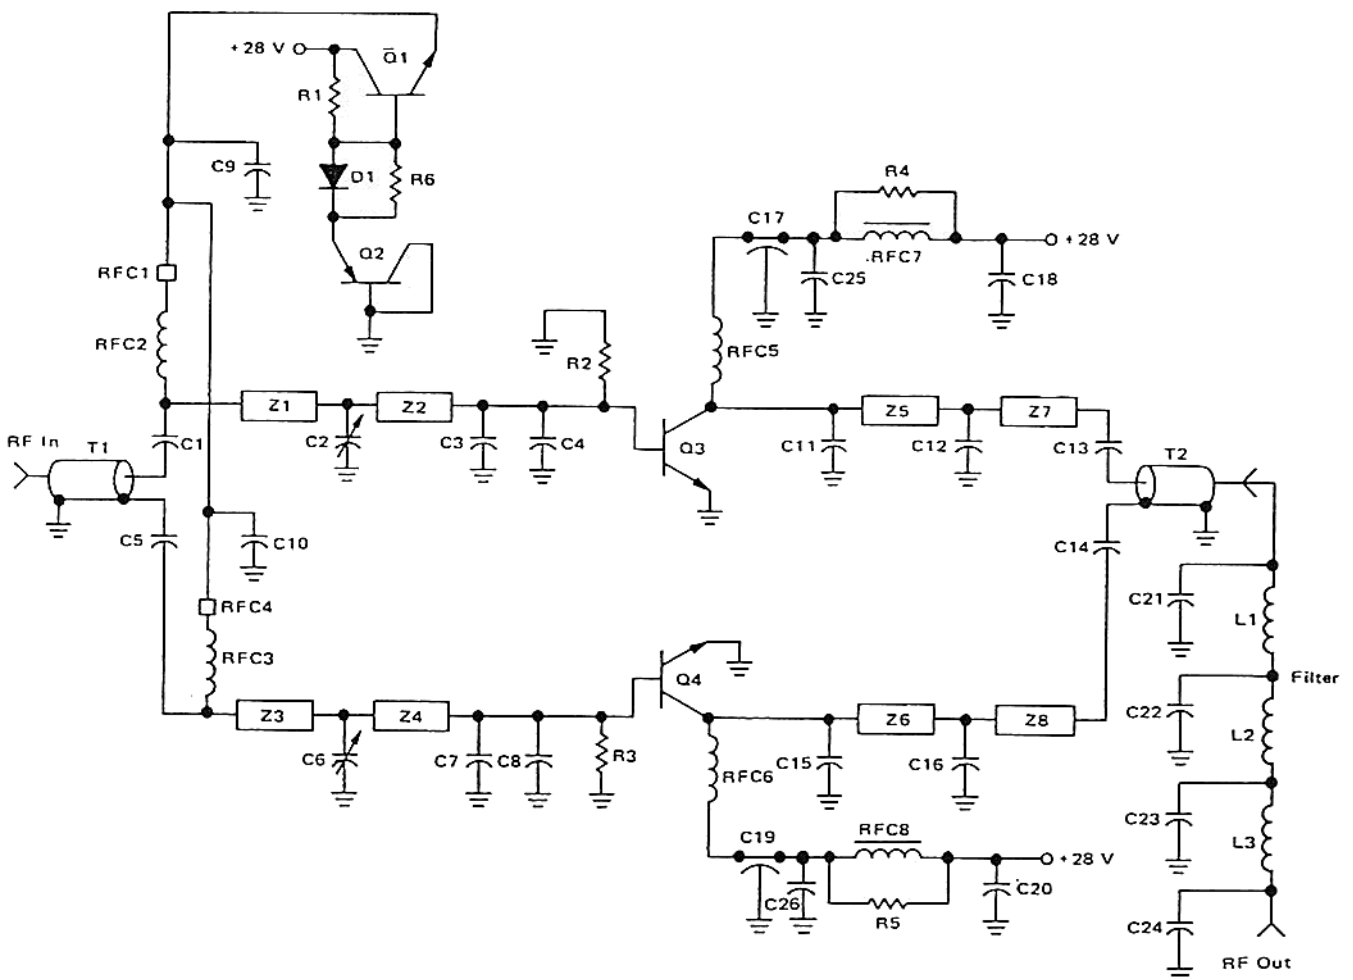 +28 V
Q1
R1
C9
D1
R6
R4
C17
+28 V
RFC7
Q2
RFC1
C25
C18
RFC2
RFC5
R2
Z1
Z2
Z5
Z7
RF In
T1
C1
C2
C3
C4
Q3
C11
C12
C13
T2
C5
C10
C14
RFC4
C21
L1
RFC3
Q4
Filter
Z3
Z4
Z6
Z8
C22
L2
C6
C7
C8
R3
RFC6
C15
C16
C19
RFC8
C23
L3
+28 V
C26
C20
R5
C24
RF Out